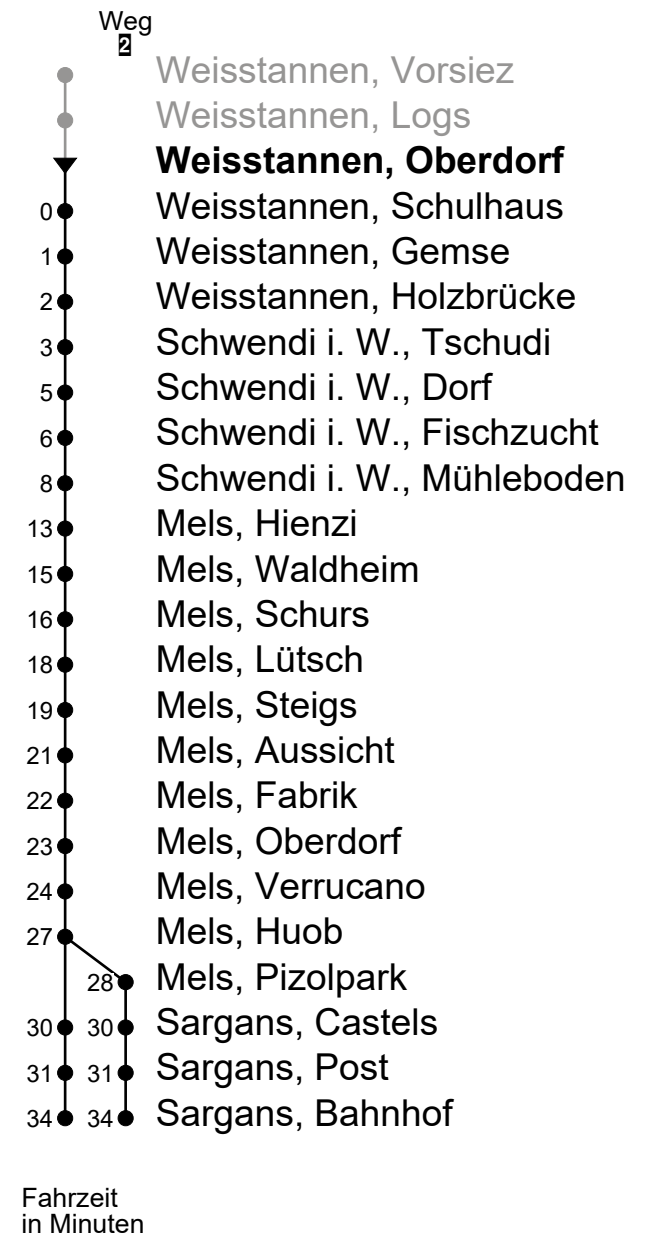 Weg
2
Weisstannen, Vorsiez
Weisstannen, Logs
Weisstannen, Oberdorf
0 Weisstannen, Schulhaus
1 Weisstannen, Gemse
2 Weisstannen, Holzbrücke
3 Schwendi i. W., Tschudi
5 Schwendi i. W., Dorf
6 Schwendi i. W., Fischzucht
8 Schwendi i. W., Mühleboden
13 Mels, Hienzi
15 Mels, Waldheim
16 Mels, Schurs
18 Mels, Lütsch
19 Mels, Steigs
21 Mels, Aussicht
22 Mels, Fabrik
23 Mels, Oberdorf
24 Mels, Verrucano
27 Mels, Huob
28 Mels, Pizolpark
30 30 Sargans, Castels
31 31 Sargans, Post
34 34 Sargans, Bahnhof
Fahrzeit
in Minuten